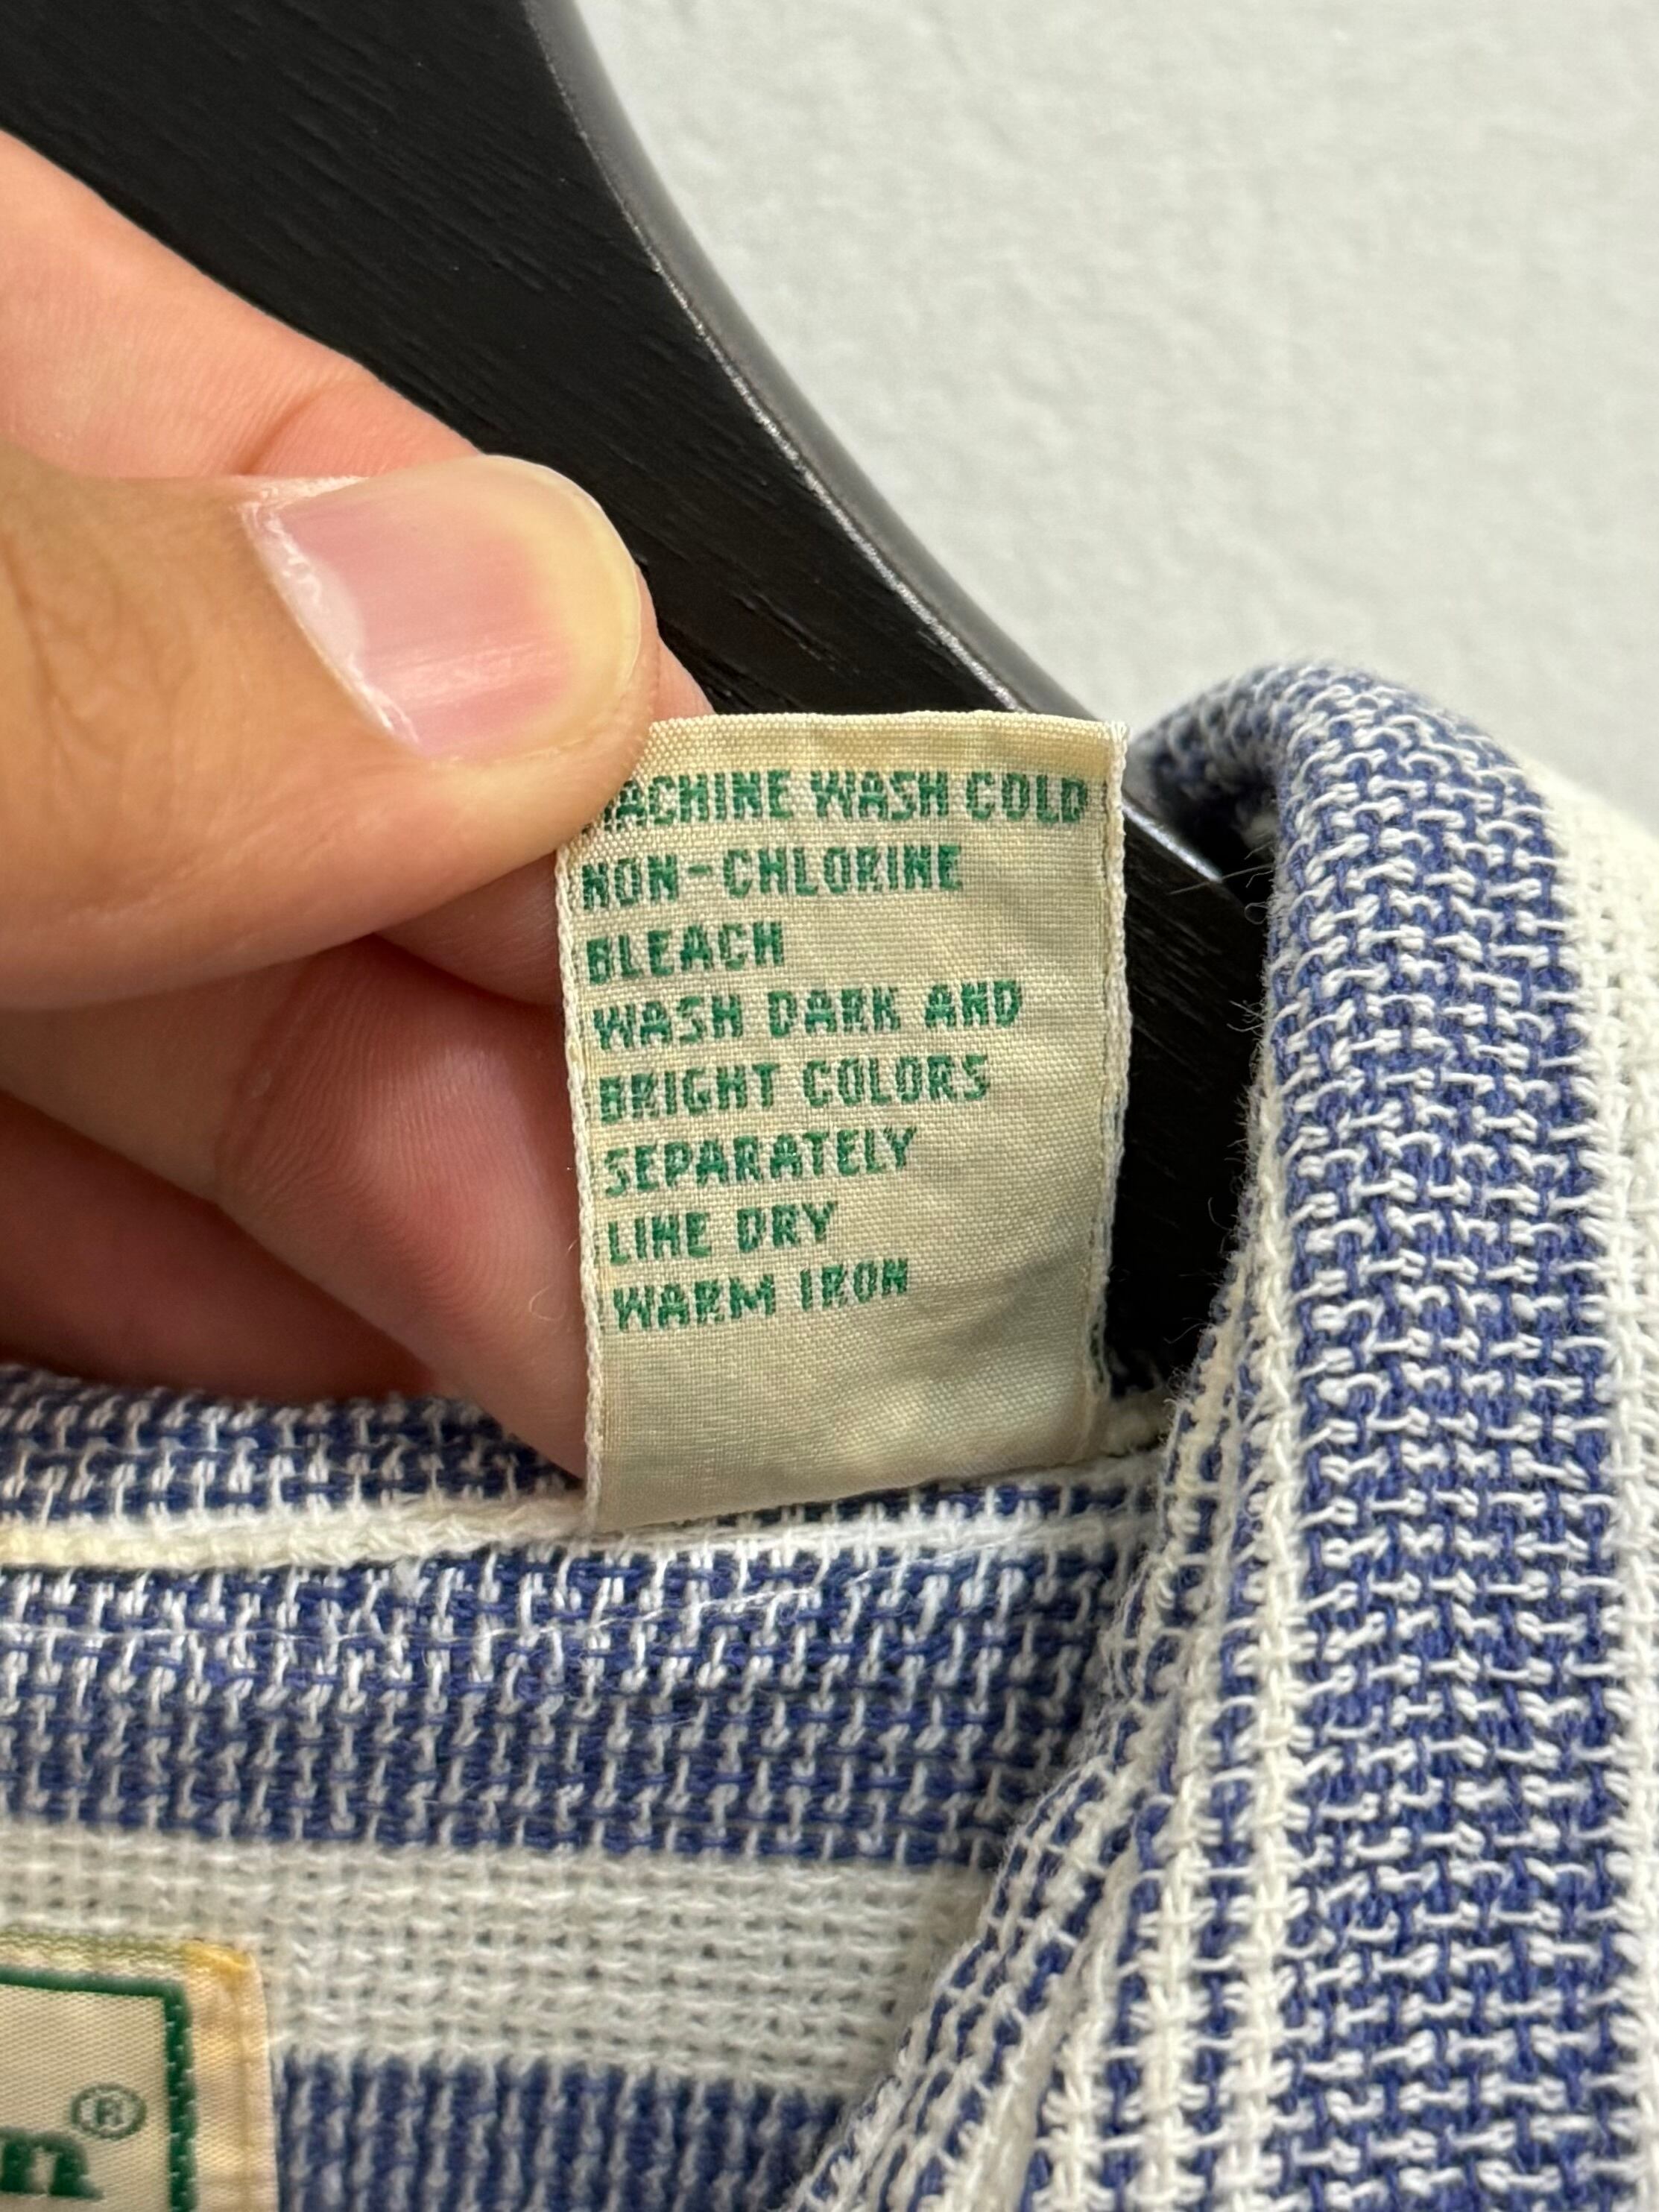 MACHINE WASH COLD
NON-CHLORINE
BLEACH
WASH DARK AND
BRIGHT COLORS
SEPARATELY
LINE DRY
WARM IRON
n®